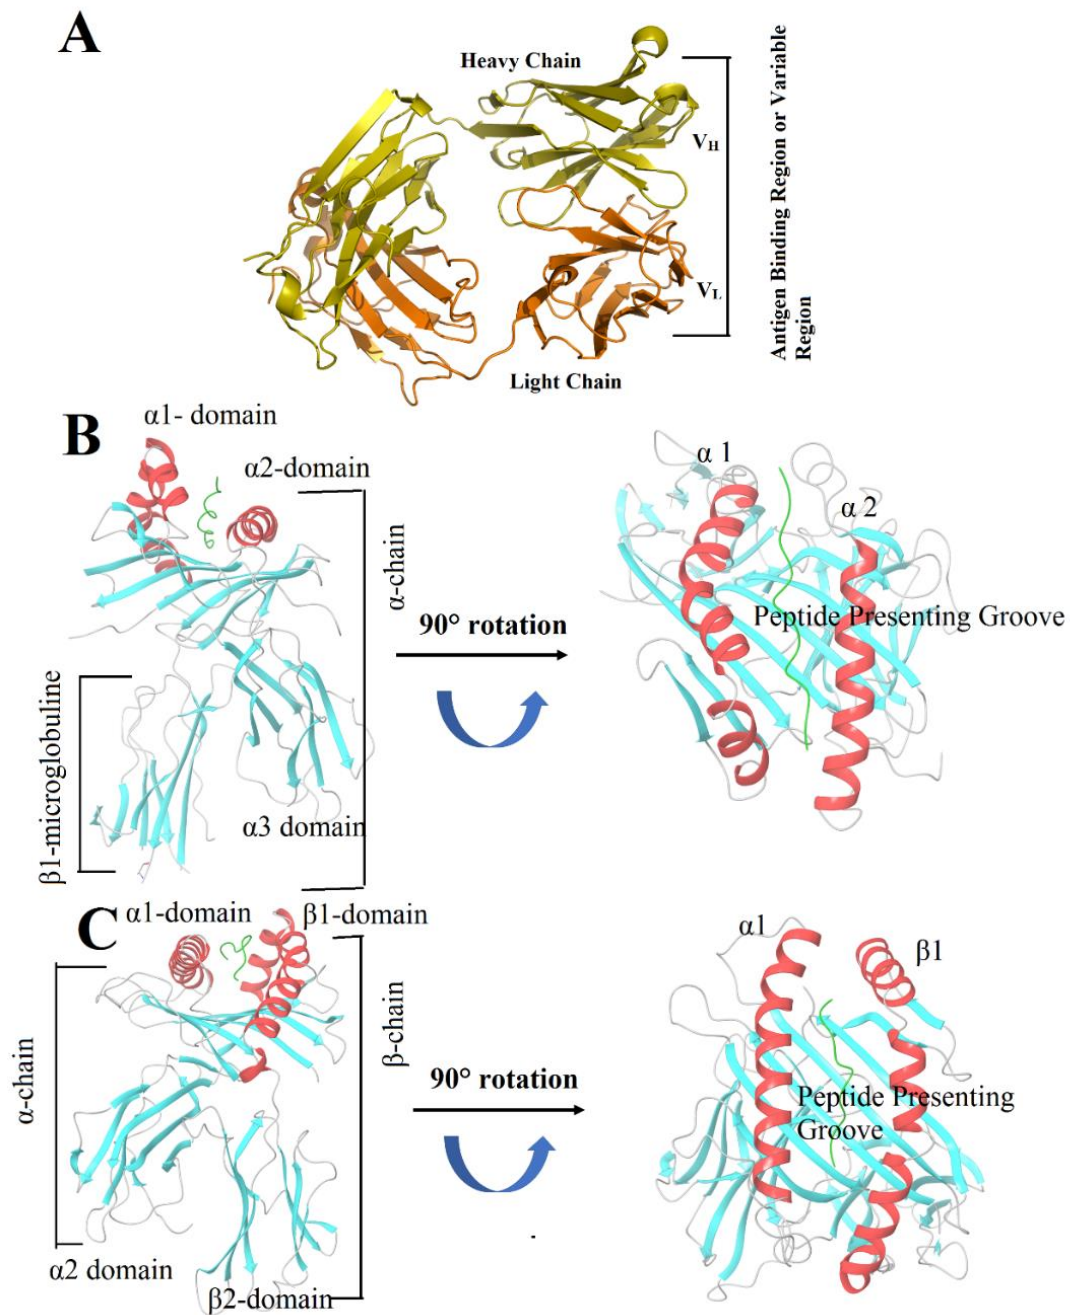 A
Heavy Chain
V_H
V_L
Antigen Binding Region or Variable
Region
Light Chain
B
α1- domain
α2-domain
α-chain
β1-microglobuline
α3 domain
90° rotation
α 1
α 2
Peptide Presenting Groove
C
α1-domain
β1-domain
α-chain
β-chain
α2 domain
β2-domain
90° rotation
α1
β1
Peptide Presenting
Groove